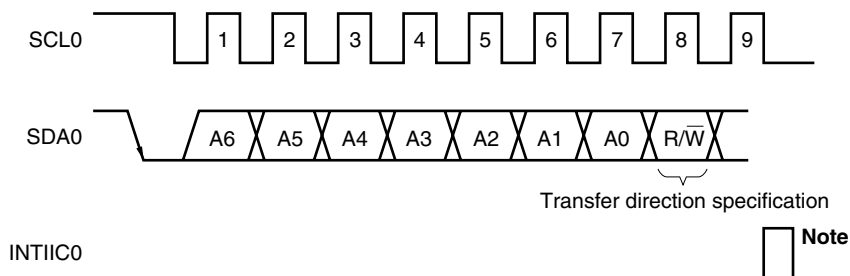 SCL0 1 2 3 4 5 6 7 8 9
SDA0 A6 A5 A4 A3 A2 A1 A0 R/W̅
Transfer direction specification
Note
INTIIC0